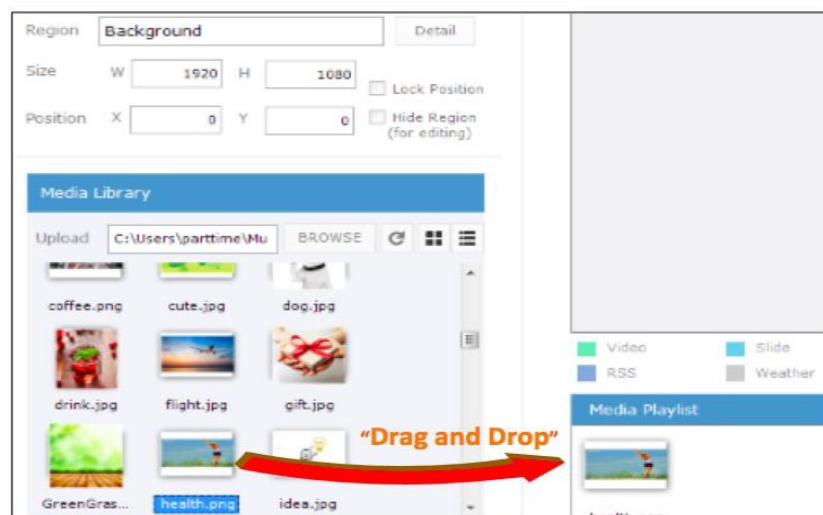 Region Background Detail
Size W 1920 H 1080
Lock Position
Position X 0 Y 0 Hide Region
(for editing)
Media Library
Upload C:\Users\parttime\Mu BROWSE
coffee.png cute.jpg dog.jpg
drink.jpg flight.jpg gift.jpg
GreenGras... health.png idea.jpg
"Drag and Drop"
Video Slide
RSS Weather
Media Playlist